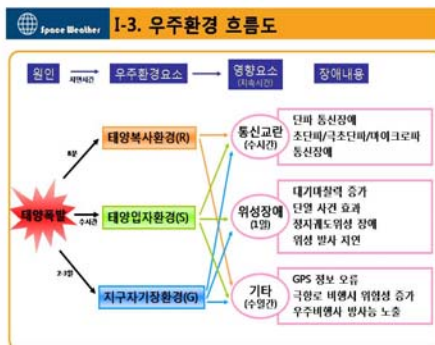 Space Weather
I-3. 우주환경 흐름도
원인
지연시간
우주환경요소
영향요소
(지속시간)
장애내용
8분
태양복사환경(R)
통신교란
(수시간)
단파 통신장애
초단파/극초단파/마이크로파
통신장애
태양폭발
수시간
태양입자환경(S)
위성장애
(1일)
대기마찰력 증가
단열 사건 효과
정지궤도위성 장애
위성 발사 지연
2-3일
지구자기장환경(G)
기타
(수일간)
GPS 정보 오류
극항로 비행시 위험성 증가
우주비행사 방사능 노출